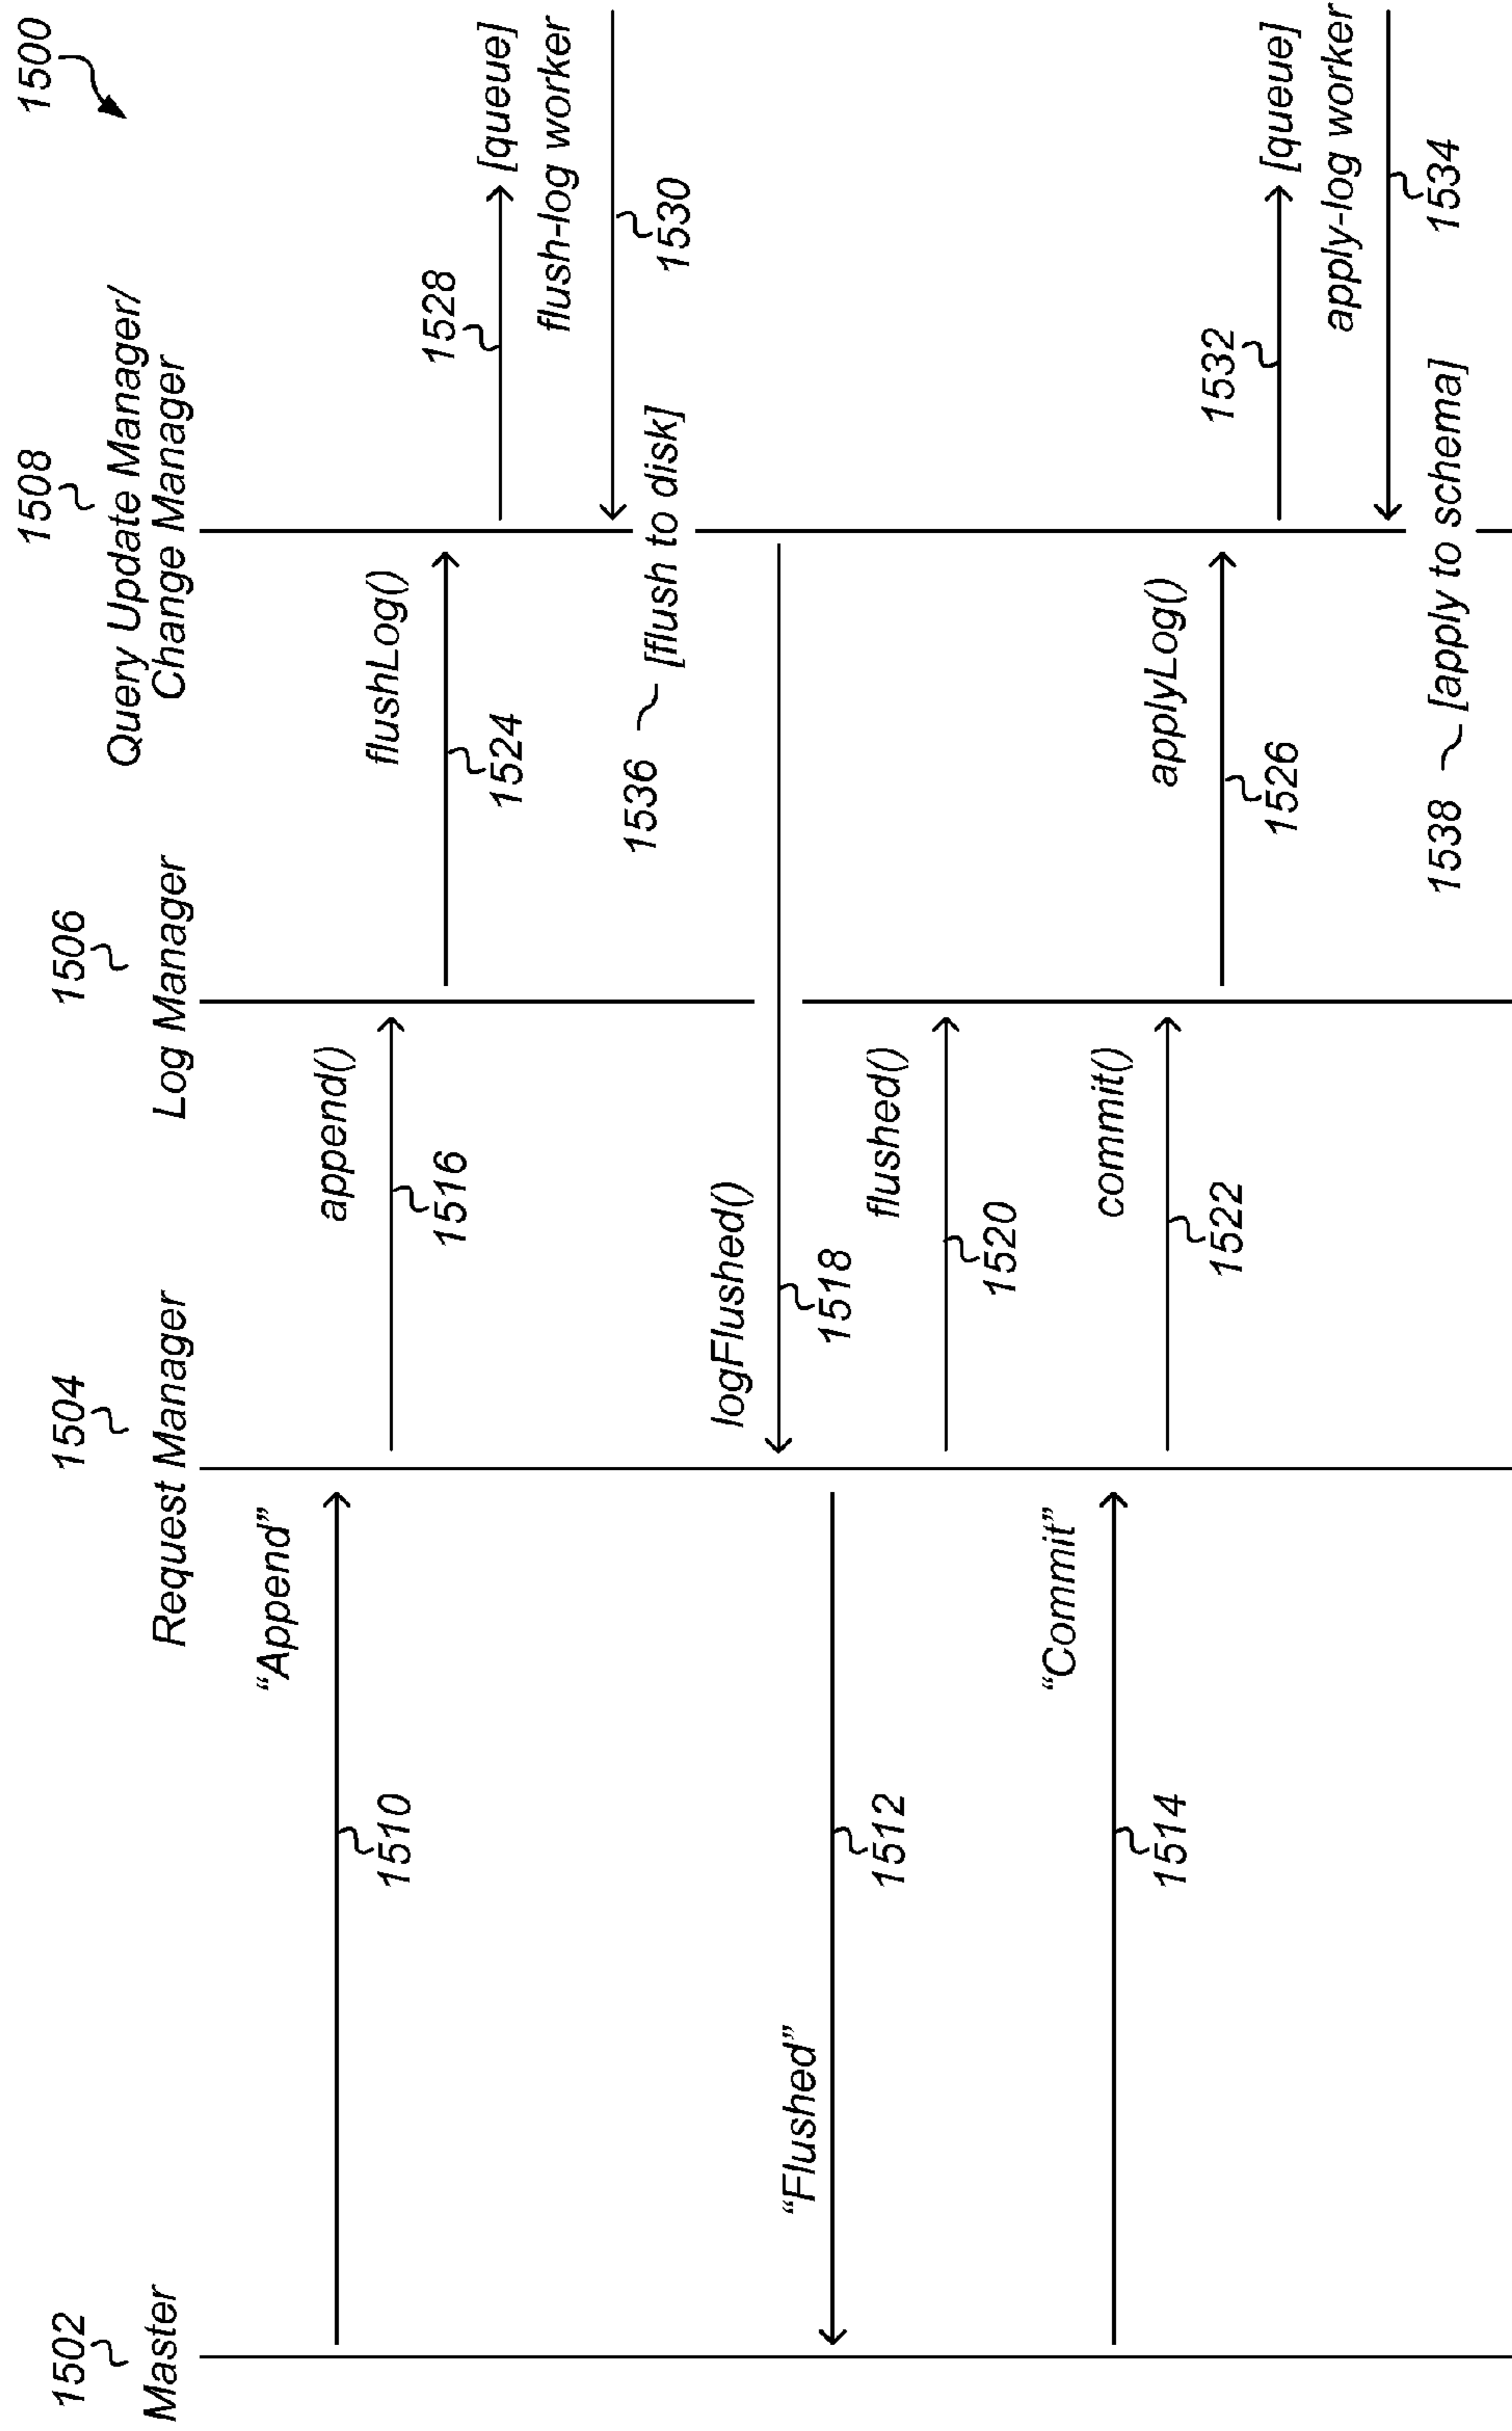 1500
1502
Master
1504
Request Manager
1506
Log Manager
1508
Query Update Manager/
Change Manager
“Append”
1510
append()
1516
flushLog()
1524
1528
[queue]
flush-log worker
1530
1536
[flush to disk]
logFlushed()
1518
“Flushed”
1512
flushed()
1520
“Commit”
1514
commit()
1522
applyLog()
1526
1532
[queue]
apply-log worker
1534
1538
[apply to schema]